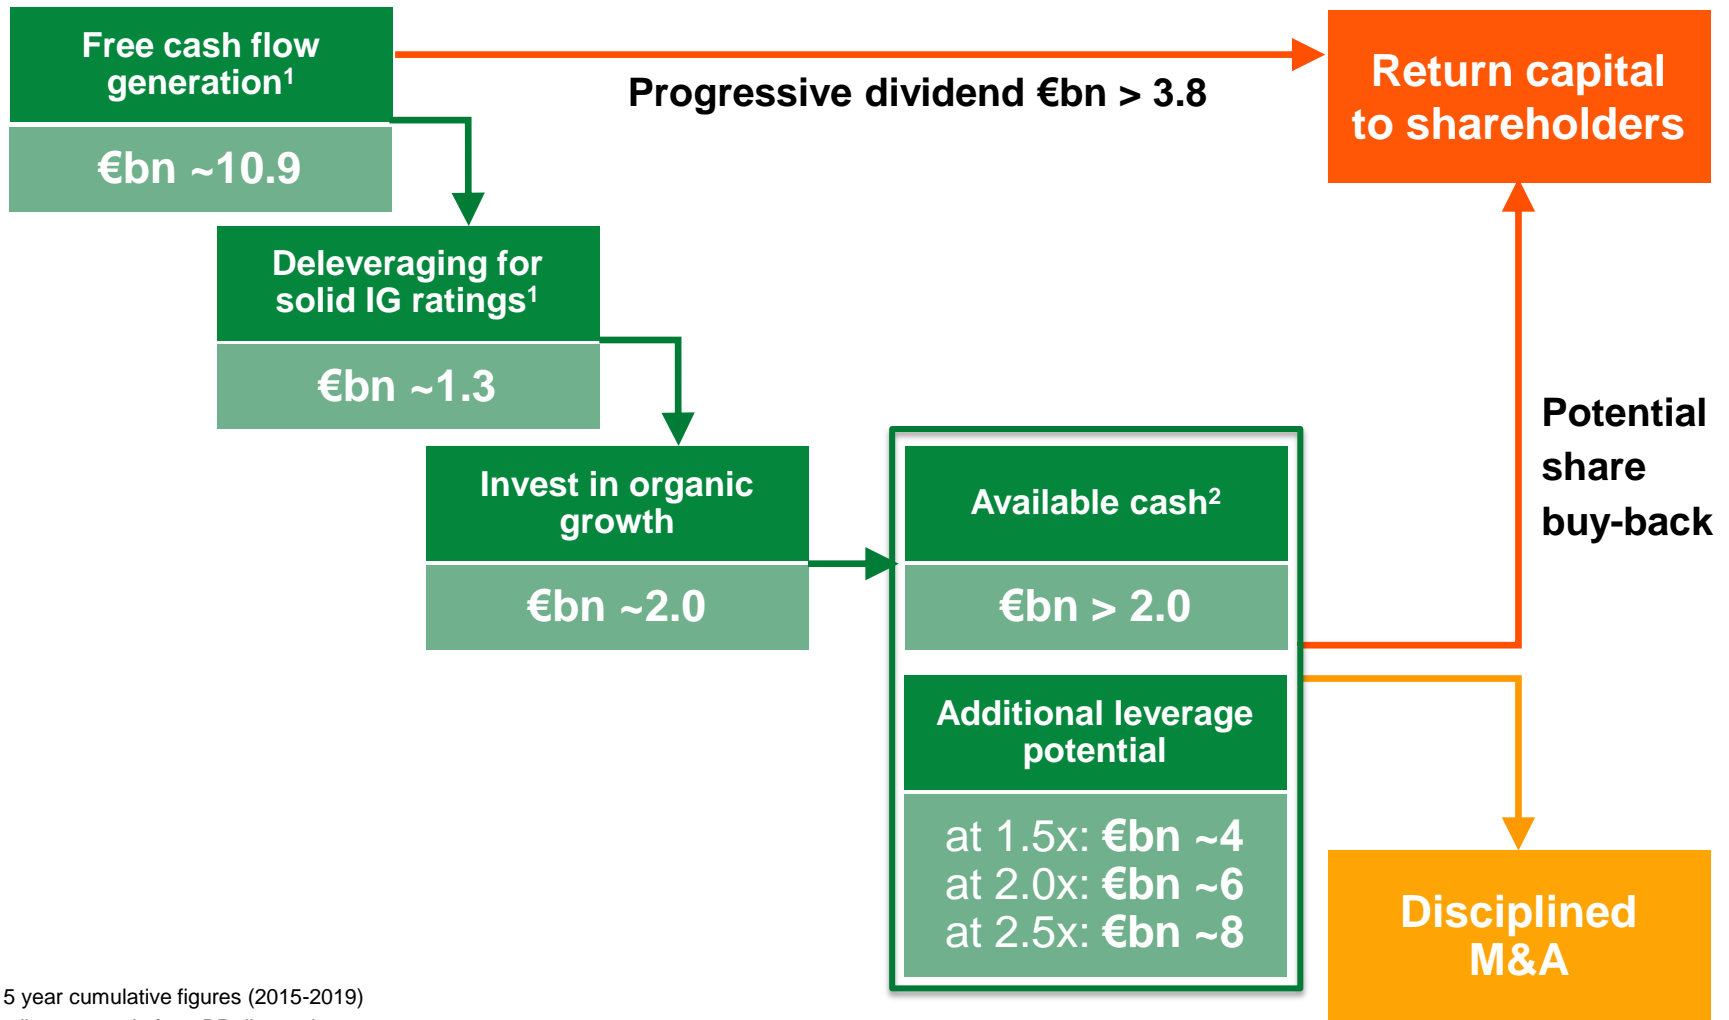 Free cash flow
generation¹
€bn ~10.9
Progressive dividend €bn > 3.8
Return capital
to shareholders
Deleveraging for
solid IG ratings¹
€bn ~1.3
Invest in organic
growth
€bn ~2.0
Available cash²
€bn > 2.0
Potential
share
buy-back
Additional leverage
potential
at 1.5x: €bn ~4
at 2.0x: €bn ~6
at 2.5x: €bn ~8
Disciplined
M&A
5 year cumulative figures (2015-2019)